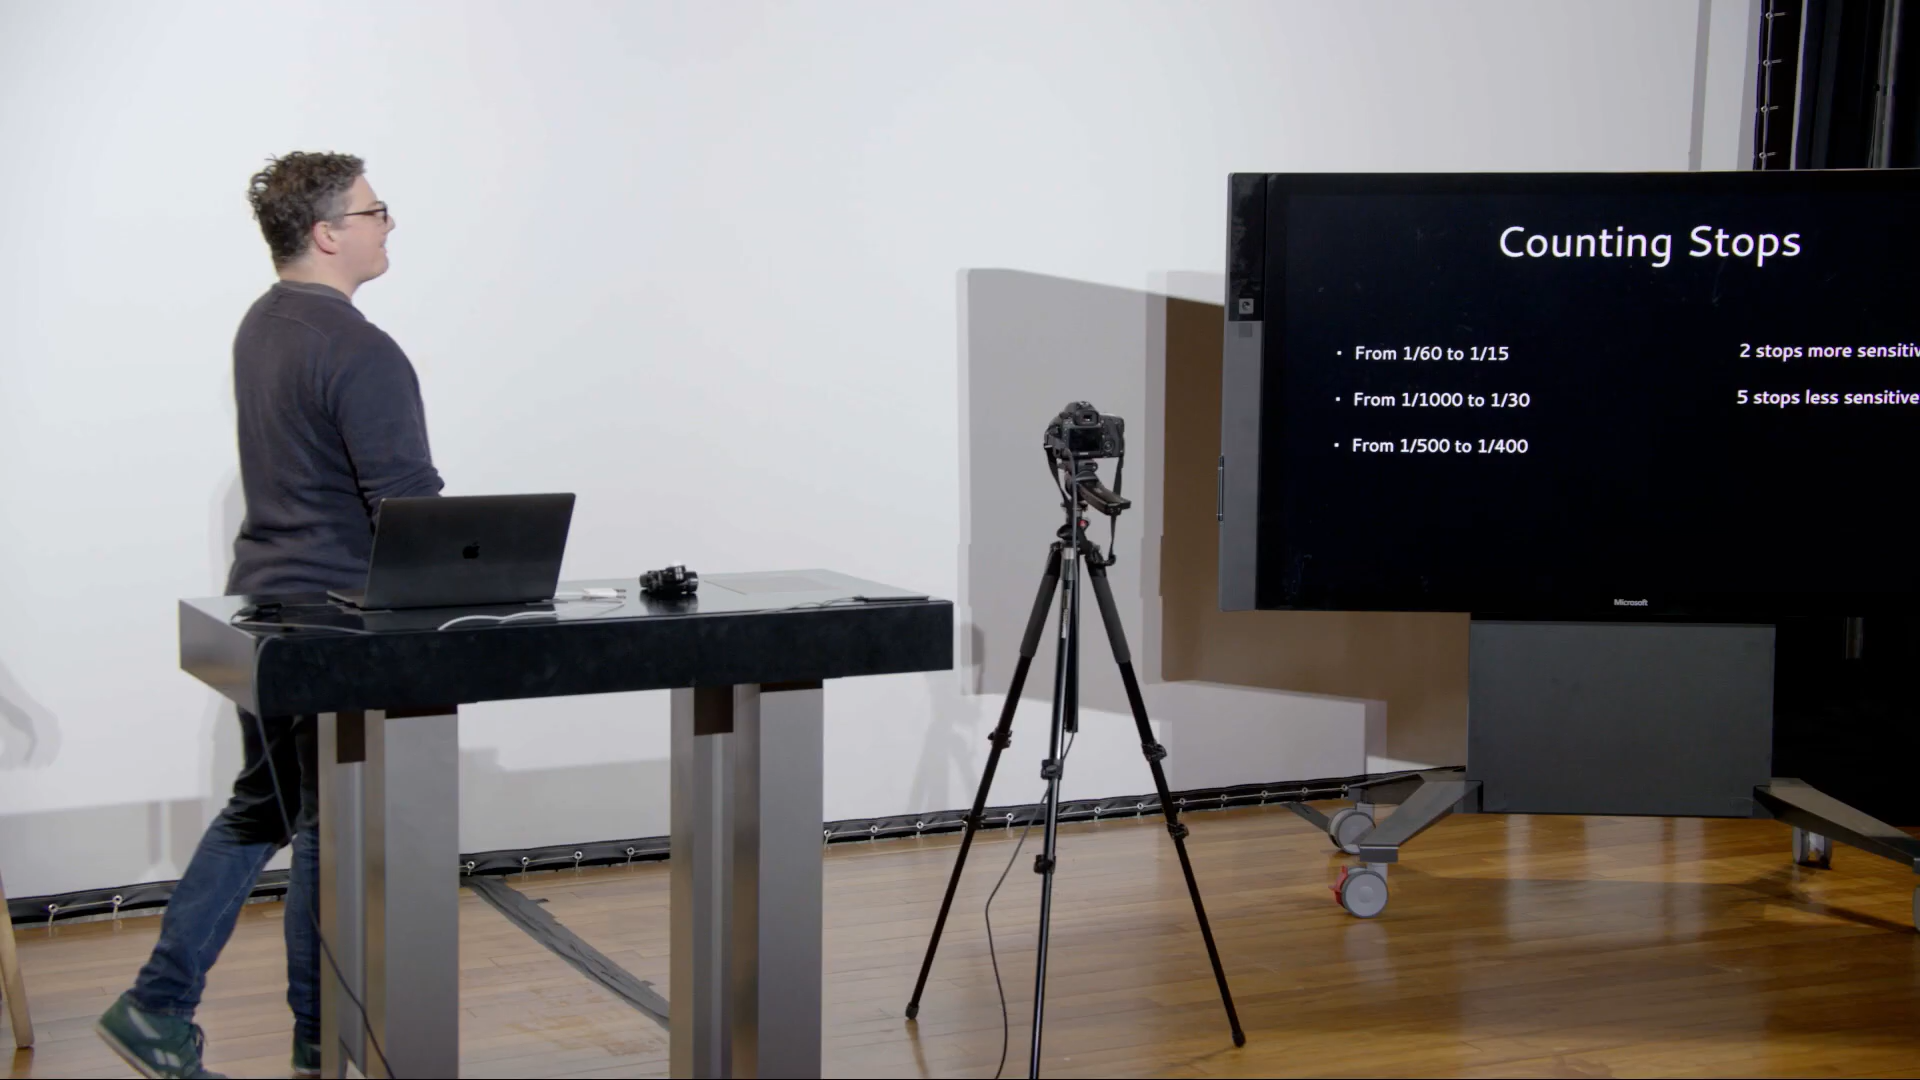 Counting Stops
• From 1/60 to 1/15
2 stops more
• From 1/1000 to 1/30
5 stops less sensitive
• From 1/500 to 1/400
Microsoft